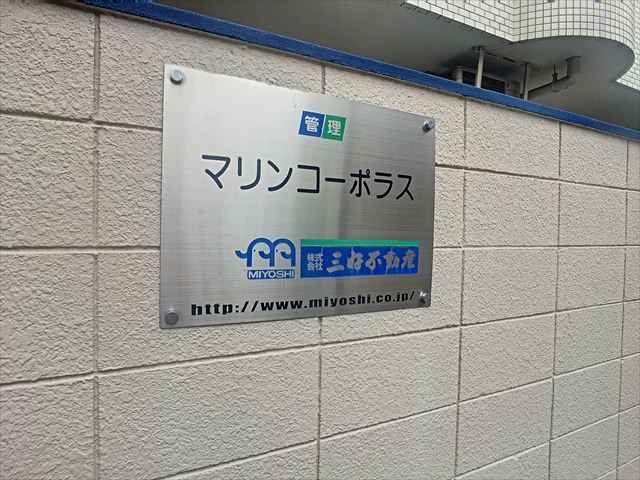 管理
マリンコーポラス
MIYOSHI 株式会社 三好不動産
http://www.miyoshi.co.jp/